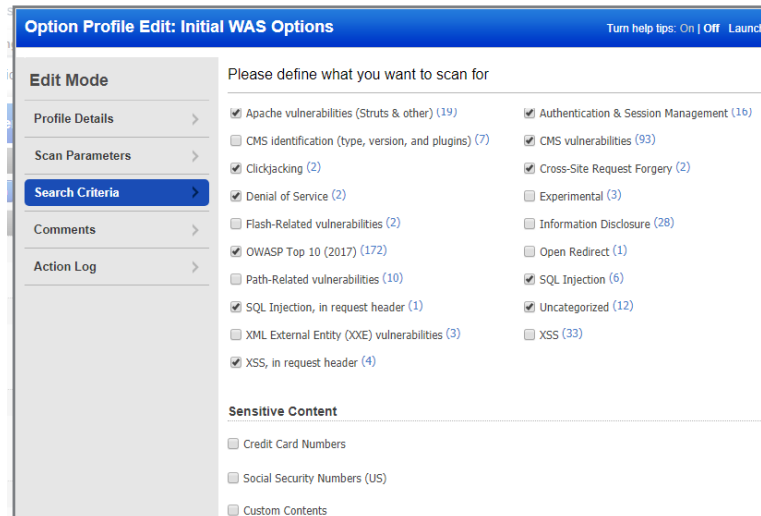 Option Profile Edit: Initial WAS Options
Turn help tips: On | Off Launch
Edit Mode
Profile Details
Scan Parameters
Search Criteria
Comments
Action Log
Please define what you want to scan for
Apache vulnerabilities (Struts & other) (19)
Authentication & Session Management (16)
CMS identification (type, version, and plugins) (7)
CMS vulnerabilities (93)
Clickjacking (2)
Cross-Site Request Forgery (2)
Denial of Service (2)
Experimental (3)
Flash-Related vulnerabilities (2)
Information Disclosure (28)
OWASP Top 10 (2017) (172)
Open Redirect (1)
Path-Related vulnerabilities (10)
SQL Injection (6)
SQL Injection, in request header (1)
Uncategorized (12)
XML External Entity (XXE) vulnerabilities (3)
XSS (33)
XSS, in request header (4)
Sensitive Content
Credit Card Numbers
Social Security Numbers (US)
Custom Contents